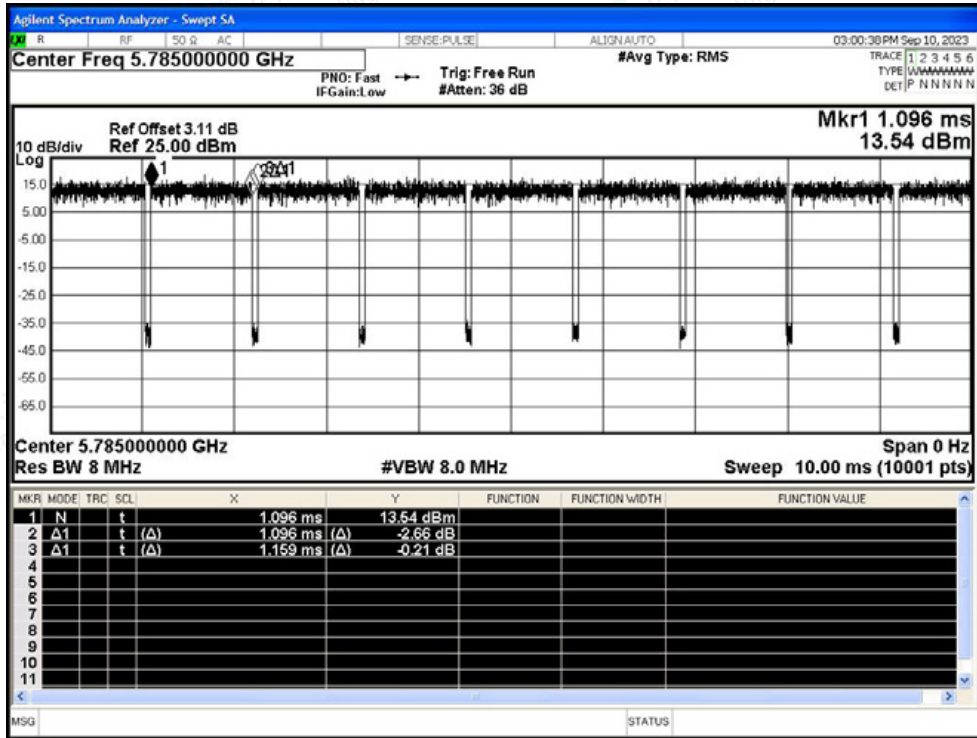 Agilent Spectrum Analyzer - Swept SA
LXI R RF 50 Ω AC SENSE:PULSE ALIGNAUTO 03:00:38PM Sep 10, 2023
Center Freq 5.785000000 GHz #Avg Type: RMS TRACE 1 2 3 4 5 6
PNO: Fast Trig: Free Run TYPE WWWWWW
IFGain:Low #Atten: 36 dB DET P N N N N N
Mkr1 1.096 ms
Ref Offset 3.11 dB
10 dB/div Ref 25.00 dBm 13.54 dBm
Log
1
15.0
5.00
-5.00
-15.0
-25.0
-35.0
-45.0
-55.0
-65.0
Center 5.785000000 GHz Span 0 Hz
Res BW 8 MHz #VBW 8.0 MHz Sweep 10.00 ms (10001 pts)
MKR MODE TRC SCL X Y FUNCTION FUNCTION WIDTH FUNCTION VALUE
1 N t 1.096 ms 13.54 dBm
2 Δ1 t (Δ) 1.096 ms (Δ) -2.66 dB
3 Δ1 t (Δ) 1.159 ms (Δ) -0.21 dB
4
5
6
7
8
9
10
11
MSG STATUS